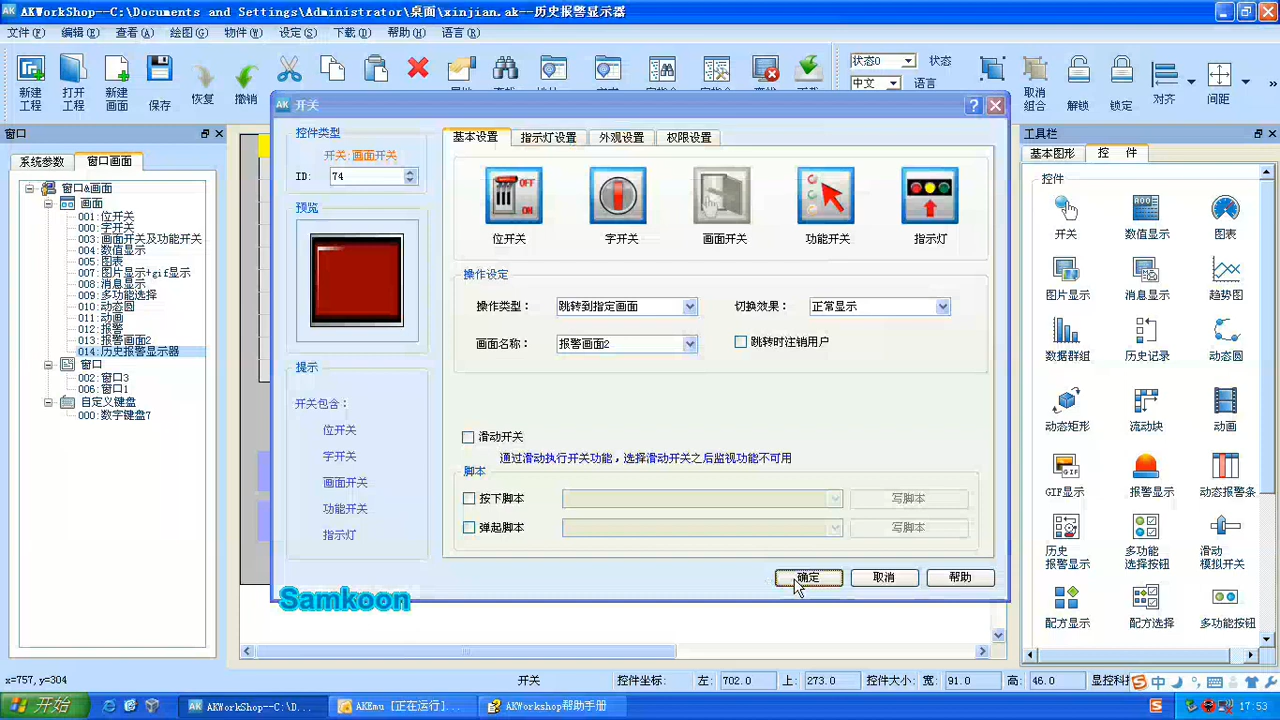 AKWorkShop--C:\Documents and Settings\Administrator\桌面\xinjian.ak--历史报警显示器
文件(F) 编辑(E) 查看(A) 绘图(G) 物件(W) 设定(S) 下载(D) 帮助(H) 语言(R)
新建工程
打开工程
新建画面
保存
恢复
撤销
状态0
状态
中文
语言
取消组合
解锁
锁定
对齐
间距
窗口
系统参数
窗口画面
窗口&画面
画面
001:位开关
000:字开关
003:画面开关及功能开关
004:数值显示
005:图表
007:图片显示+gif显示
008:消息显示
009:多功能选择
010:动态圆
011:动画
012:报警
013:报警画面2
014:历史报警显示器
窗口
002:窗口3
006:窗口1
自定义键盘
000:数字键盘7
AK 开关
控件类型
开关:画面开关
ID: 74
预览
提示
开关包含:
位开关
字开关
画面开关
功能开关
指示灯
基本设置 指示灯设置 外观设置 权限设置
OFF
ON
位开关 字开关 画面开关 功能开关 指示灯
操作设定
操作类型: 跳转到指定画面 切换效果: 正常显示
画面名称: 报警画面2 跳转时注销用户
滑动开关
通过滑动执行开关功能，选择滑动开关之后监视功能不可用
脚本
按下脚本 写脚本
弹起脚本 写脚本
确定 取消 帮助
Samkoon
工具栏
基本图形 控 件
控件
开关 数值显示 图表
图片显示 消息显示 趋势图
数据群组 历史记录 动态圆
动态矩形 流动块 动画
GIF显示 报警显示 动态报警条
历史报警显示 多功能选择按钮 滑动模拟开关
配方显示 配方选择 多功能按钮
x=757, y=304 开关 控件坐标: 左: 702.0 上: 273.0 控件大小: 宽: 91.0 高: 46.0 显控科技
开始 AKWorkShop--C:\D... AKEmu [正在运行]... AKWorkshop帮助手册 17:53